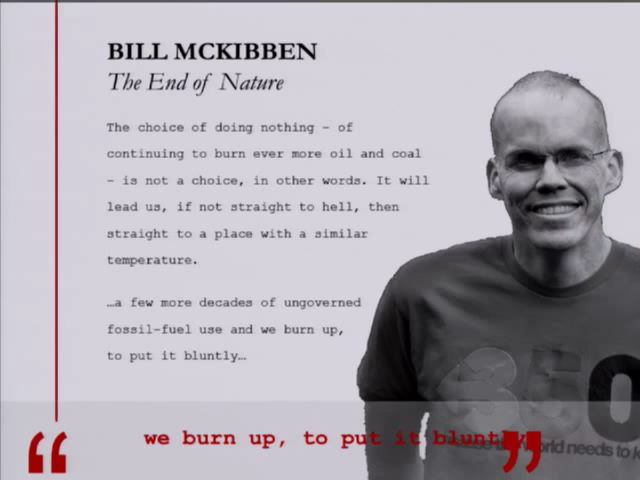 BILL MCKIBBEN
The End of Nature
The choice of doing nothing – of
continuing to burn ever more oil and coal
– is not a choice, in other words. It will
lead us, if not straight to hell, then
straight to a place with a similar
temperature.
…a few more decades of ungoverned
fossil-fuel use and we burn up,
to put it bluntly…
350
“ we burn up, to put it bluntly ”
world needs to